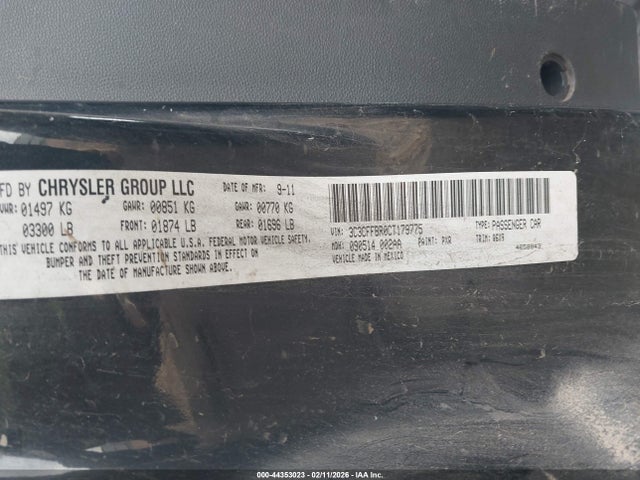 FD BY CHRYSLER GROUP LLC DATE OF MFR: 9-11
VWR: 01497 KG GAWR: 00851 KG GAWR: 00770 KG
03300 LB FRONT: 01874 LB REAR: 01696 LB
THIS VEHICLE CONFORMS TO ALL APPLICABLE U.S.A. FEDERAL MOTOR VEHICLE SAFETY,
BUMPER AND THEFT PREVENTION STANDARDS IN EFFECT ON
THE DATE OF MANUFACTURE SHOWN ABOVE.
VIN: 3C3CFFBR0CT179775 TYPE: PASSENGER CAR
MDH: 090514 002AA PAINT: PXR TRIM: 06X9
VEHICLE MADE IN MEXICO
000-44353023 - 02/11/2026 - IAA Inc.